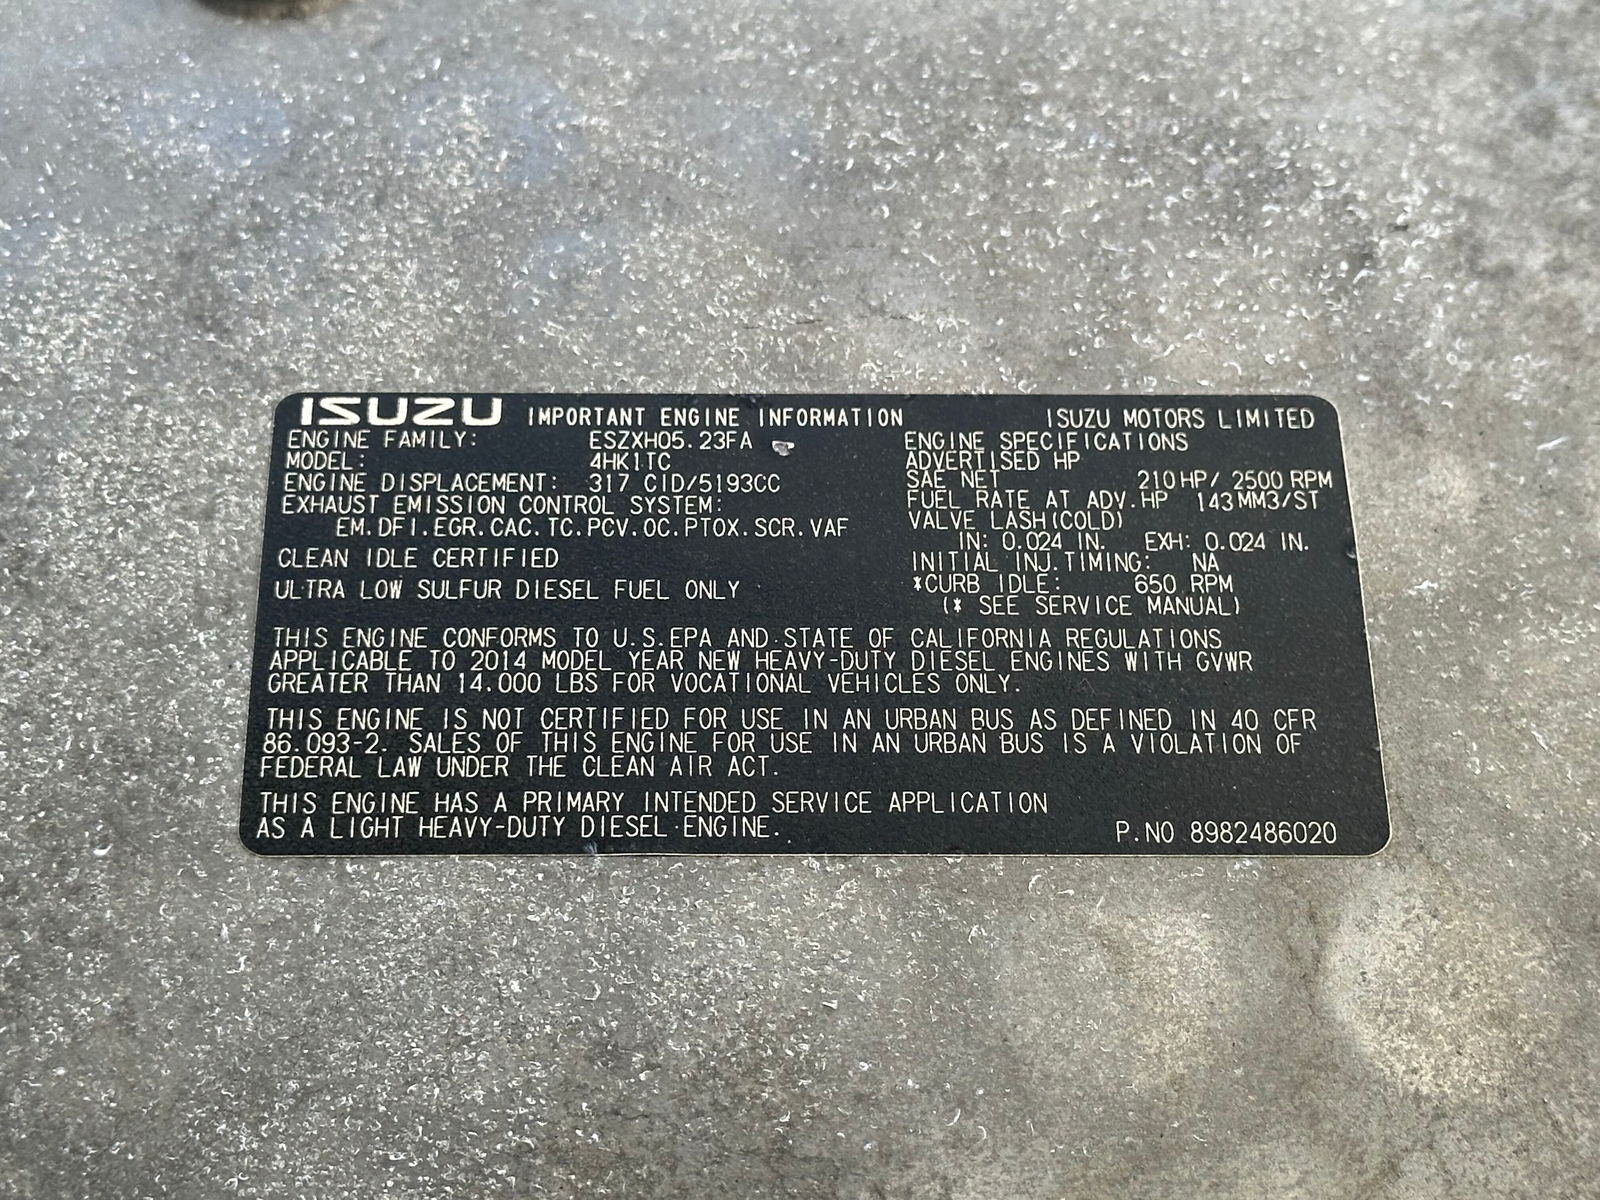 ISUZU IMPORTANT ENGINE INFORMATION ISUZU MOTORS LIMITED
ENGINE FAMILY: ESZXH05.23FA
MODEL: 4HK1TC
ENGINE DISPLACEMENT: 317 CID/5193CC
EXHAUST EMISSION CONTROL SYSTEM:
EM.DFI.EGR.CAC.TC.PCV.OC.PTOX.SCR.VAF
CLEAN IDLE CERTIFIED
ULTRA LOW SULFUR DIESEL FUEL ONLY
ENGINE SPECIFICATIONS
ADVERTISED HP
SAE NET 210HP/2500 RPM
FUEL RATE AT ADV.HP 143MM3/ST
VALVE LASH(COLD)
IN: 0.024 IN. EXH: 0.024 IN.
INITIAL INJ.TIMING: NA
*CURB IDLE: 650 RPM
(* SEE SERVICE MANUAL)
THIS ENGINE CONFORMS TO U.S.EPA AND STATE OF CALIFORNIA REGULATIONS
APPLICABLE TO 2014 MODEL YEAR NEW HEAVY-DUTY DIESEL ENGINES WITH GVWR
GREATER THAN 14.000 LBS FOR VOCATIONAL VEHICLES ONLY.
THIS ENGINE IS NOT CERTIFIED FOR USE IN AN URBAN BUS AS DEFINED IN 40 CFR
86.093-2. SALES OF THIS ENGINE FOR USE IN AN URBAN BUS IS A VIOLATION OF
FEDERAL LAW UNDER THE CLEAN AIR ACT.
THIS ENGINE HAS A PRIMARY INTENDED SERVICE APPLICATION
AS A LIGHT HEAVY-DUTY DIESEL ENGINE.
P.NO 8982486020